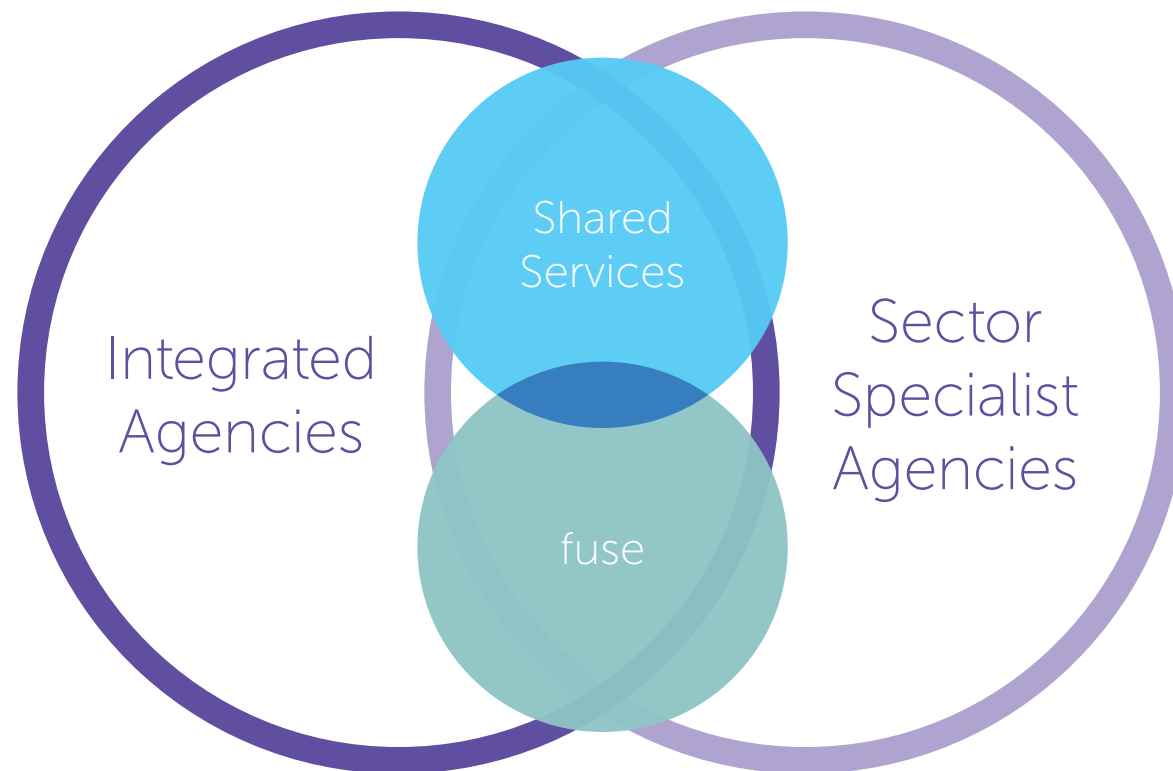 Integrated
Agencies
Shared
Services
fuse
Sector
Specialist
Agencies